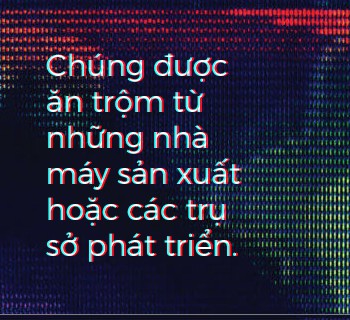 Chúng được
ăn trộm từ
những nhà
máy sản xuất
hoặc các trụ
sở phát triển.